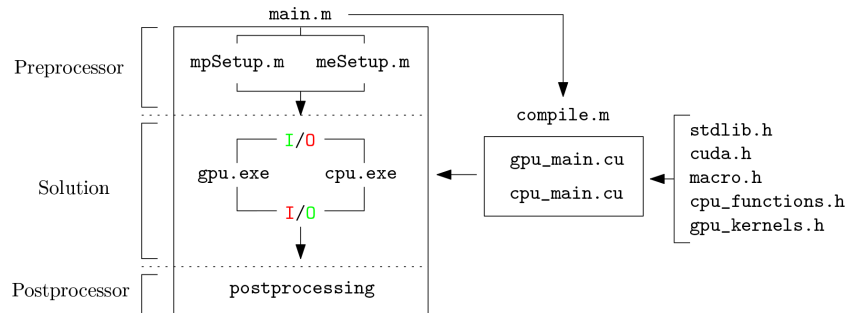 main.m
Preprocessor
mpSetup.m meSetup.m
compile.m
I/O
gpu.exe cpu.exe
I/O
Solution
gpu_main.cu
cpu_main.cu
stdlib.h
cuda.h
macro.h
cpu_functions.h
gpu_kernels.h
Postprocessor
postprocessing